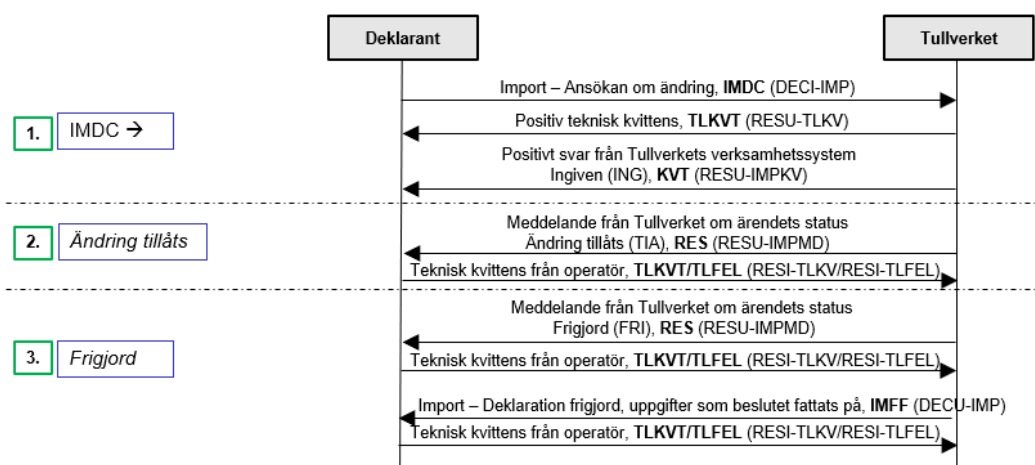 Deklarant
Tullverket
Import – Ansökan om ändring, IMDC (DECI-IMP)
1.
IMDC →
Positiv teknisk kvittens, TLKVT (RESU-TLKV)
Positivt svar från Tullverkets verksamhetssystem
Ingiven (ING), KVT (RESU-IMPKV)
2.
Ändring tillåts
Meddelande från Tullverket om ärendets status
Ändring tillåts (TIA), RES (RESU-IMPMD)
Teknisk kvittens från operatör, TLKVT/TLFEL (RESI-TLKV/RESI-TLFEL)
3.
Frigjord
Meddelande från Tullverket om ärendets status
Frigjord (FRI), RES (RESU-IMPMD)
Teknisk kvittens från operatör, TLKVT/TLFEL (RESI-TLKV/RESI-TLFEL)
Import – Deklaration frigjord, uppgifter som beslutet fattats på, IMFF (DECU-IMP)
Teknisk kvittens från operatör, TLKVT/TLFEL (RESI-TLKV/RESI-TLFEL)